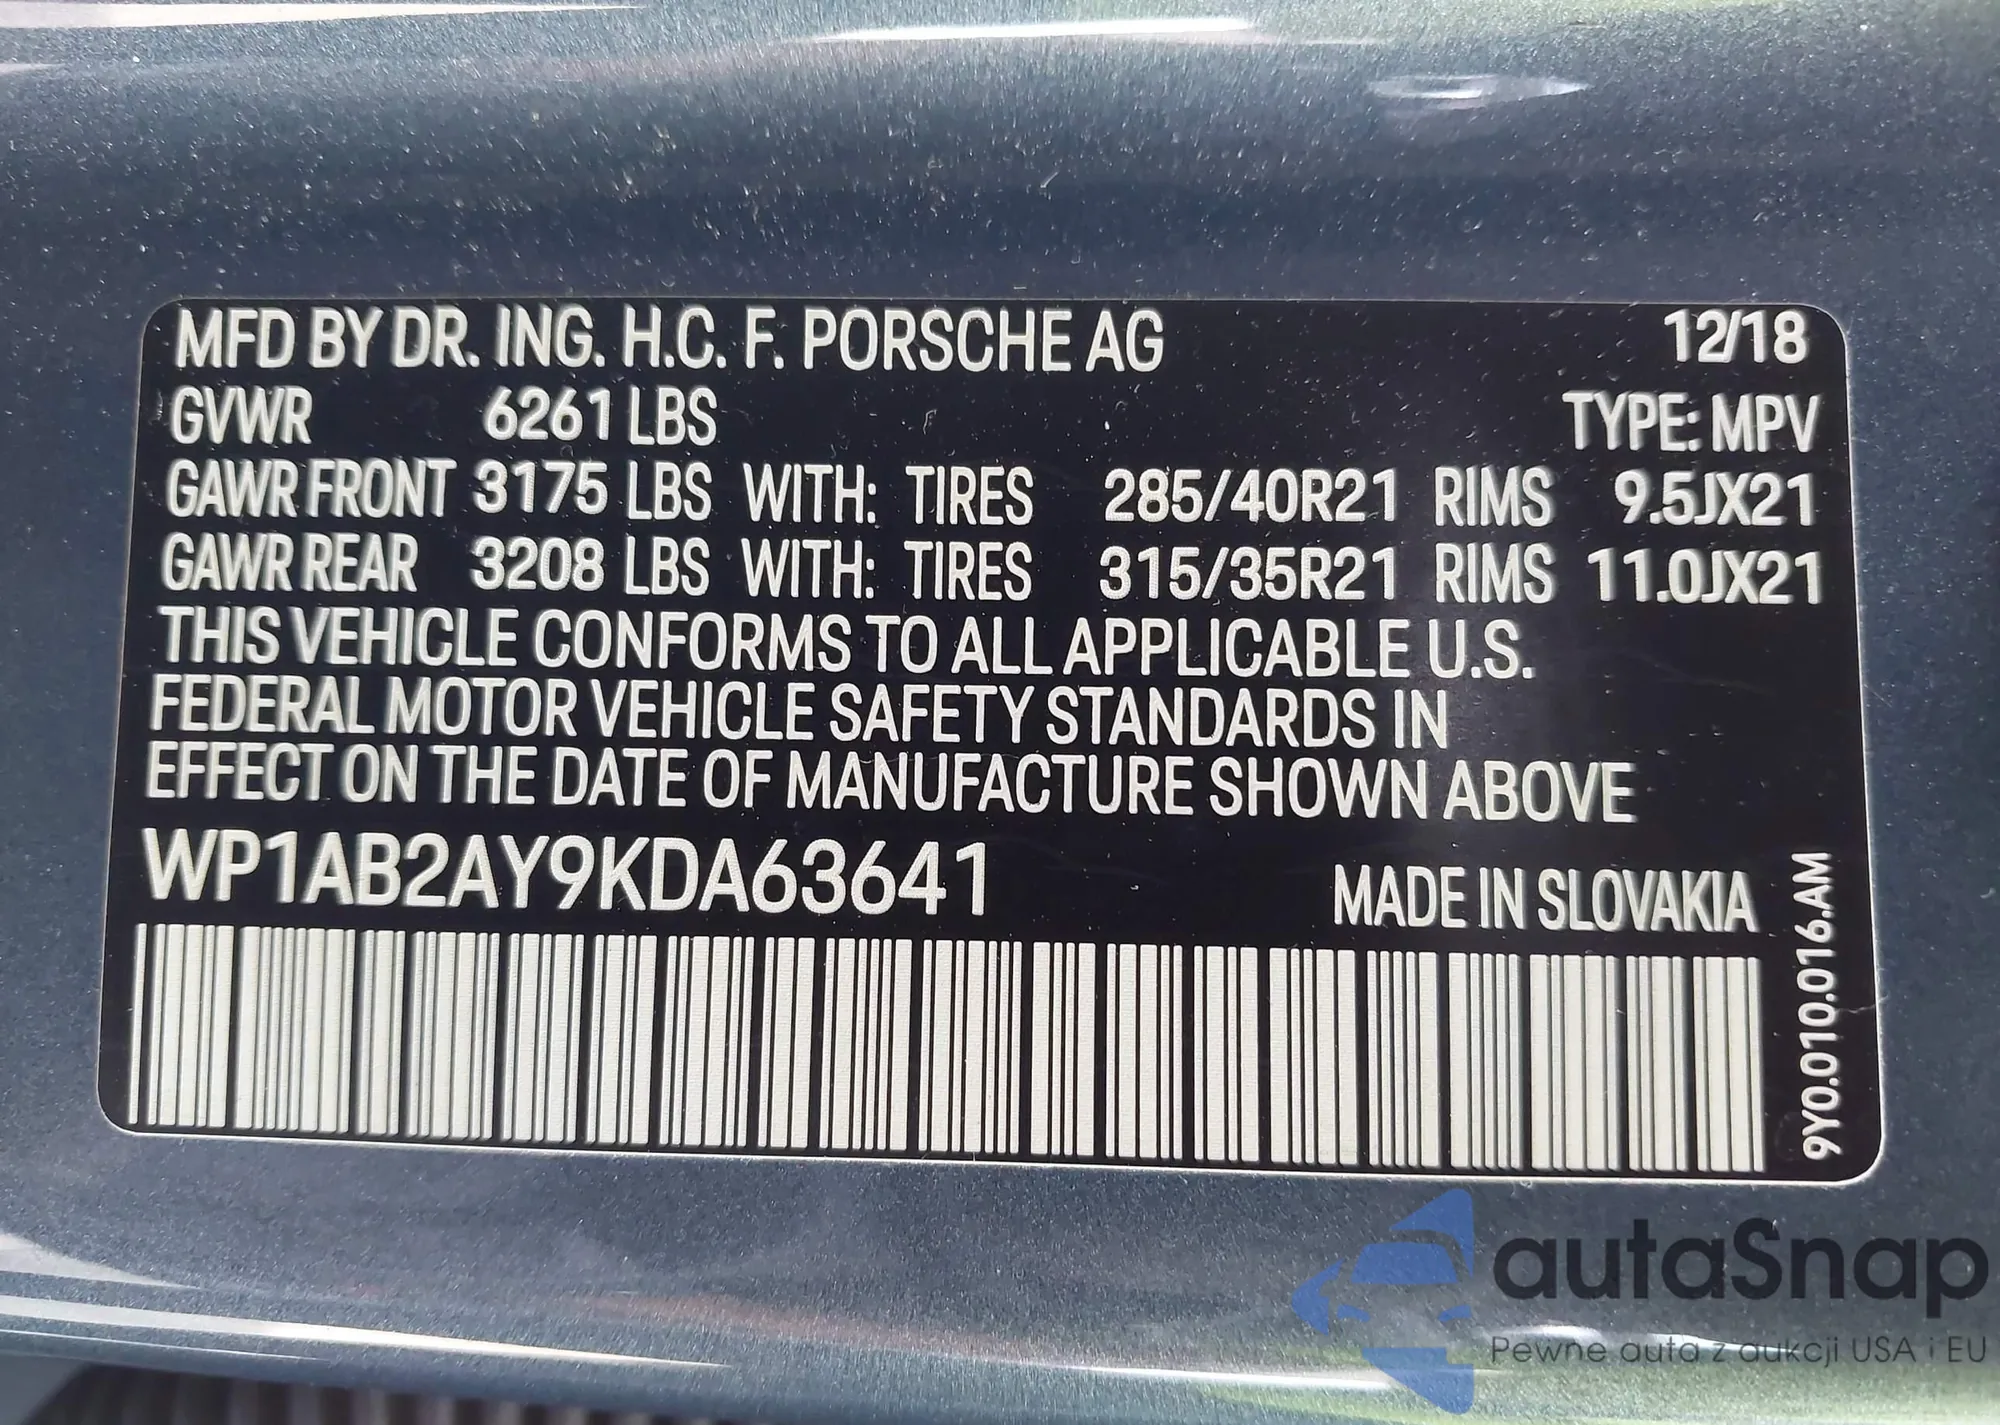 MFD BY DR. ING. H.C. F. PORSCHE AG 12/18
GVWR 6261 LBS TYPE: MPV
GAWR FRONT 3175 LBS WITH: TIRES 285/40R21 RIMS 9.5JX21
GAWR REAR 3208 LBS WITH: TIRES 315/35R21 RIMS 11.0JX21
THIS VEHICLE CONFORMS TO ALL APPLICABLE U.S.
FEDERAL MOTOR VEHICLE SAFETY STANDARDS IN
EFFECT ON THE DATE OF MANUFACTURE SHOWN ABOVE
WP1AB2AY9KDA63641 MADE IN SLOVAKIA
9Y0.010.016.AM
autaSnap
Pewne auta z aukcji USA i EU